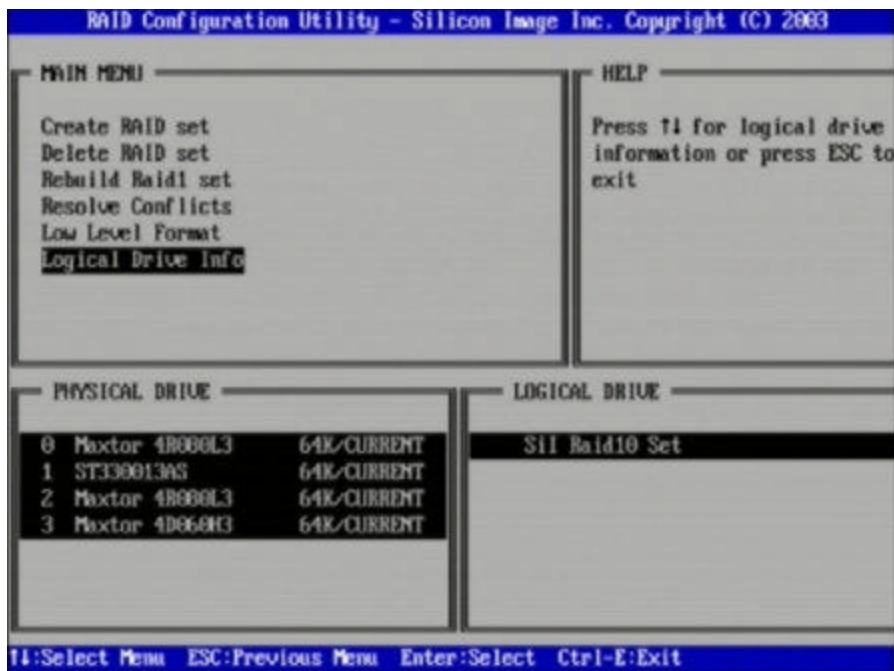 RAID Configuration Utility - Silicon Image Inc. Copyright (C) 2003
MAIN MENU
Create RAID set
Delete RAID set
Rebuild Raid1 set
Resolve Conflicts
Low Level Format
Logical Drive Info
HELP
Press ↑↓ for logical drive
information or press ESC to
exit
PHYSICAL DRIVE
0 Maxtor 4R080L3 64K/CURRENT
1 ST330013AS 64K/CURRENT
2 Maxtor 4R080L3 64K/CURRENT
3 Maxtor 4D060H3 64K/CURRENT
LOGICAL DRIVE
SiI Raid10 Set
↑↓:Select Menu ESC:Previous Menu Enter:Select Ctrl-E:Exit